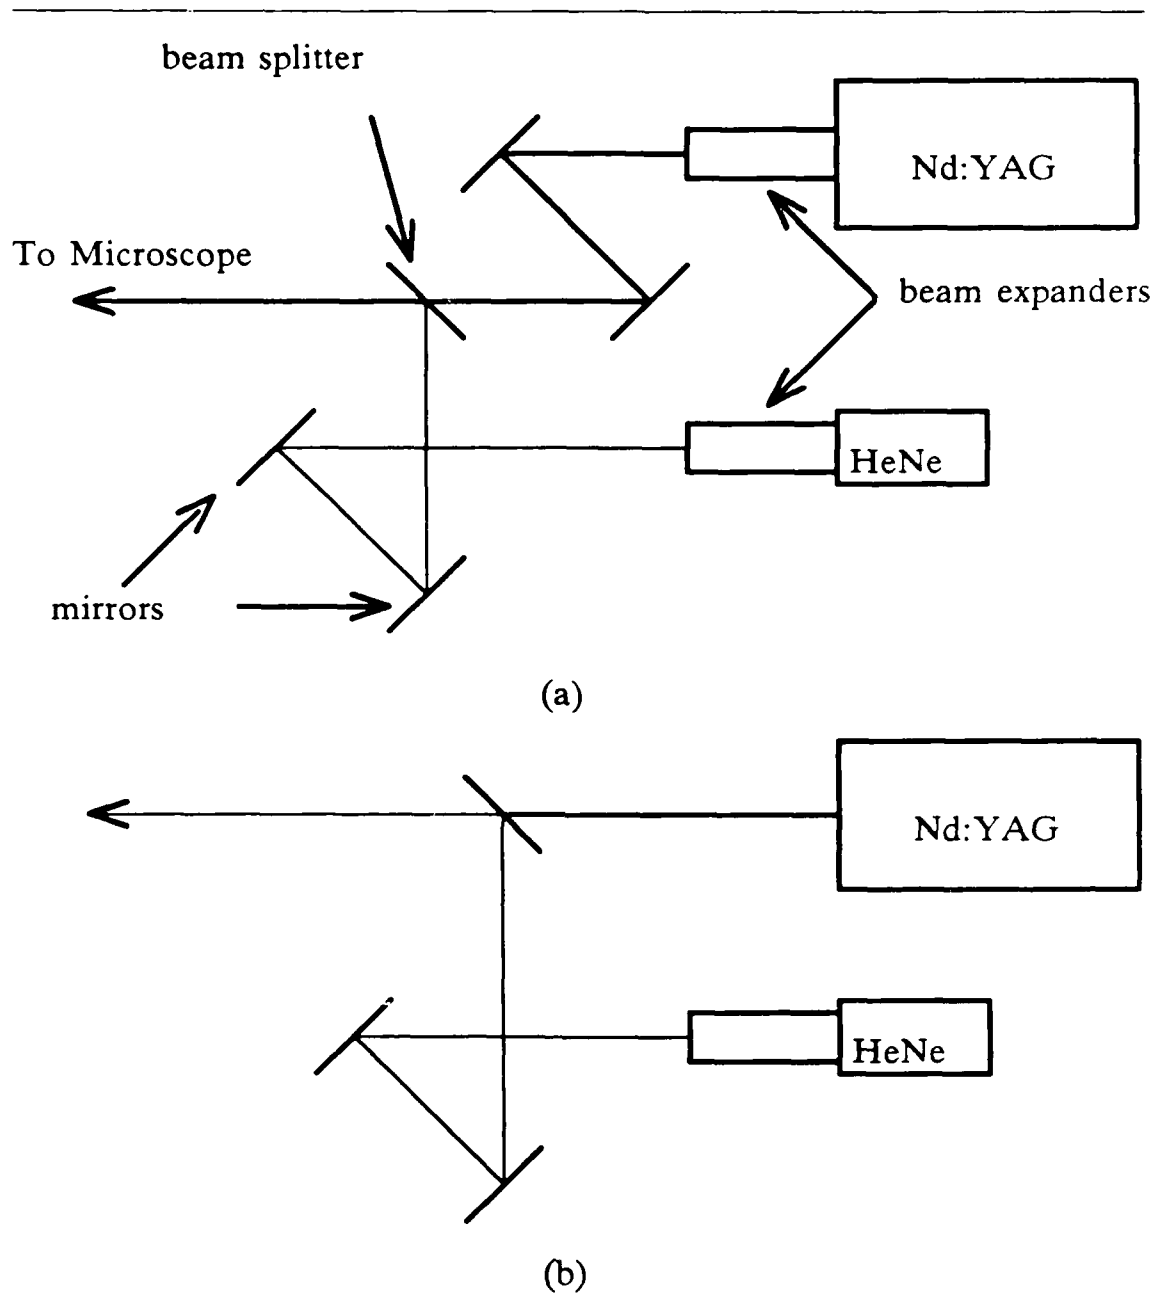 beam splitter
Nd:YAG
To Microscope
beam expanders
HeNe
mirrors
(a)
Nd:YAG
HeNe
(b)